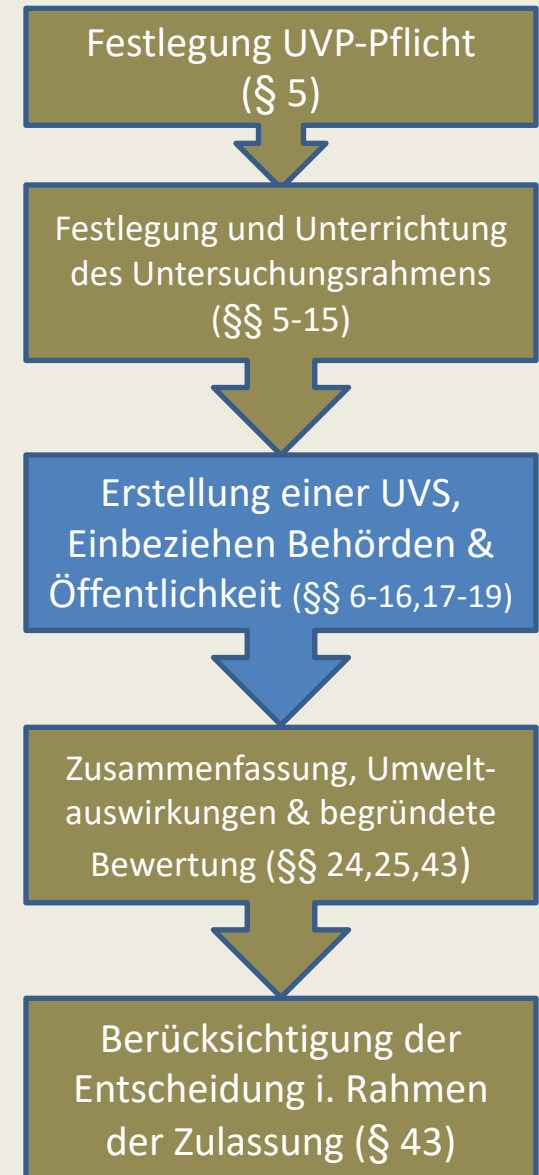 Festlegung UVP-Pflicht
(§ 5)
Festlegung und Unterrichtung
des Untersuchungsrahmens
(§§ 5-15)
Erstellung einer UVS,
Einbeziehen Behörden &
Öffentlichkeit (§§ 6-16,17-19)
Zusammenfassung, Umwelt-
auswirkungen & begründete
Bewertung (§§ 24,25,43)
Berücksichtigung der
Entscheidung i. Rahmen
der Zulassung (§ 43)